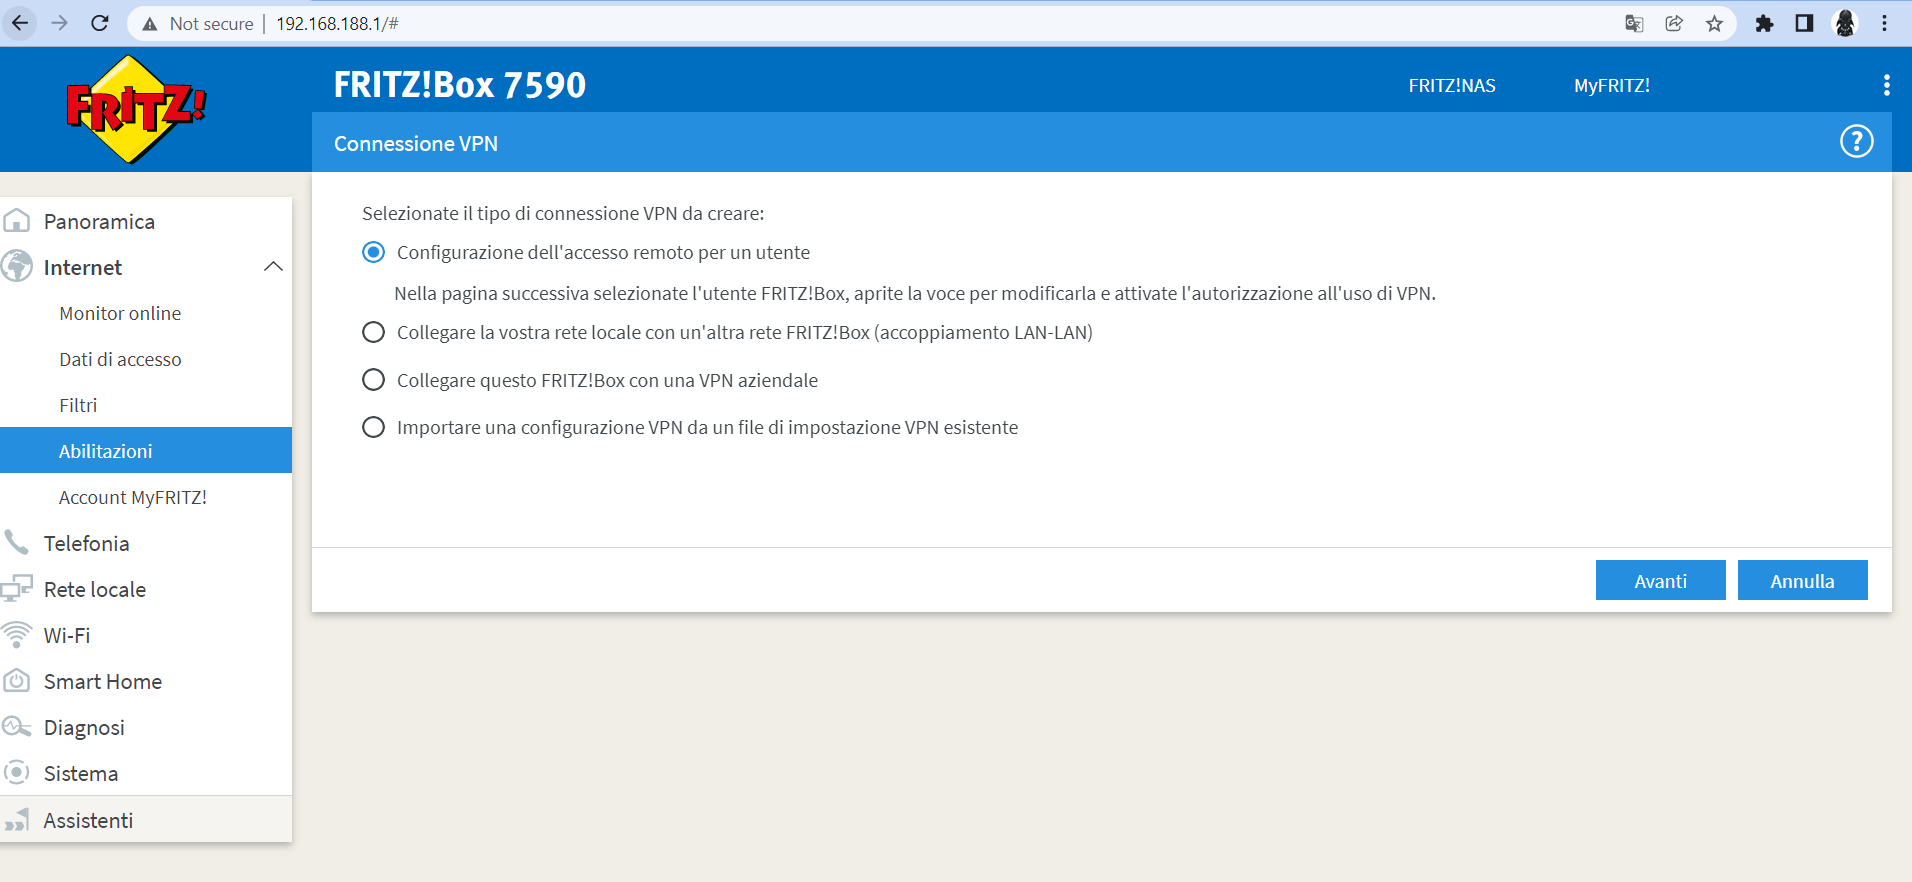 Not secure | 192.168.188.1/#
FRITZ!
FRITZ!Box 7590
FRITZ!NAS
MyFRITZ!
Connessione VPN
?
Panoramica
Internet
Monitor online
Dati di accesso
Filtri
Abilitazioni
Account MyFRITZ!
Telefonia
Rete locale
Wi-Fi
Smart Home
Diagnosi
Sistema
Assistenti
Selezionate il tipo di connessione VPN da creare:
Configurazione dell'accesso remoto per un utente
Nella pagina successiva selezionate l'utente FRITZ!Box, aprite la voce per modificarla e attivate l'autorizzazione all'uso di VPN.
Collegare la vostra rete locale con un'altra rete FRITZ!Box (accoppiamento LAN-LAN)
Collegare questo FRITZ!Box con una VPN aziendale
Importare una configurazione VPN da un file di impostazione VPN esistente
Avanti
Annulla